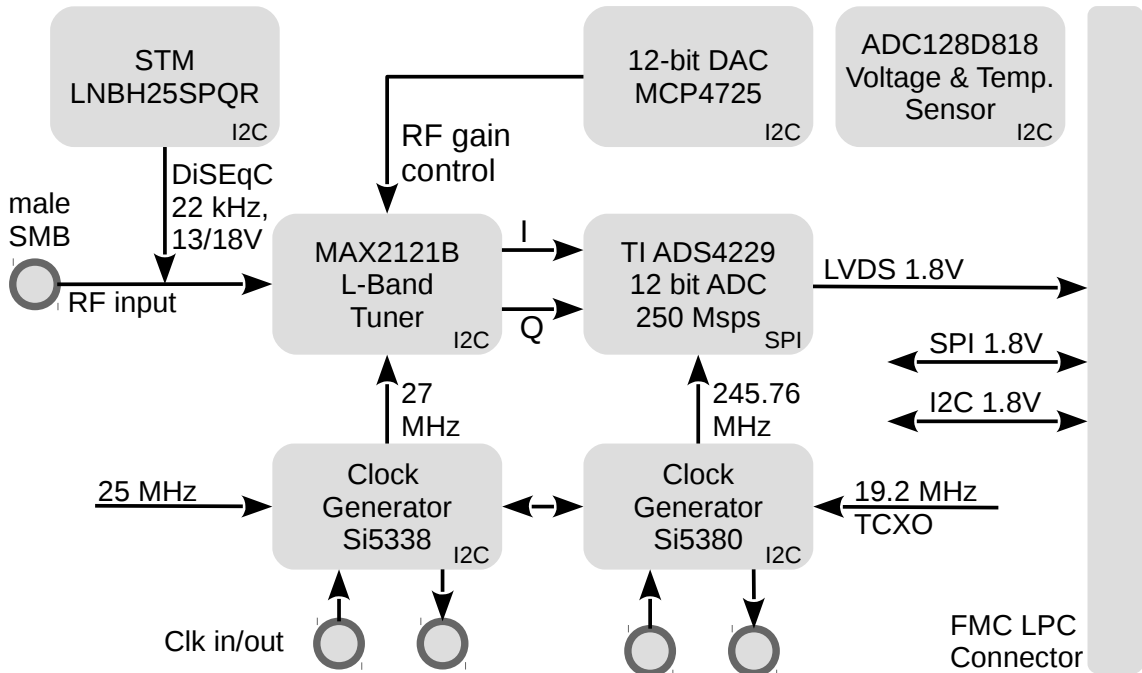 STM
LNBH25SPQR
I2C
12-bit DAC
MCP4725
I2C
ADC128D818
Voltage & Temp.
Sensor
I2C
RF gain
control
DiSEqC
22 kHz,
13/18V
male
SMB
RF input
MAX2121B
L-Band
Tuner
I2C
I
Q
TI ADS4229
12 bit ADC
250 Msps
SPI
LVDS 1.8V
SPI 1.8V
I2C 1.8V
27
MHz
245.76
MHz
25 MHz
Clock
Generator
Si5338
I2C
Clock
Generator
Si5380
I2C
19.2 MHz
TCXO
Clk in/out
FMC LPC
Connector